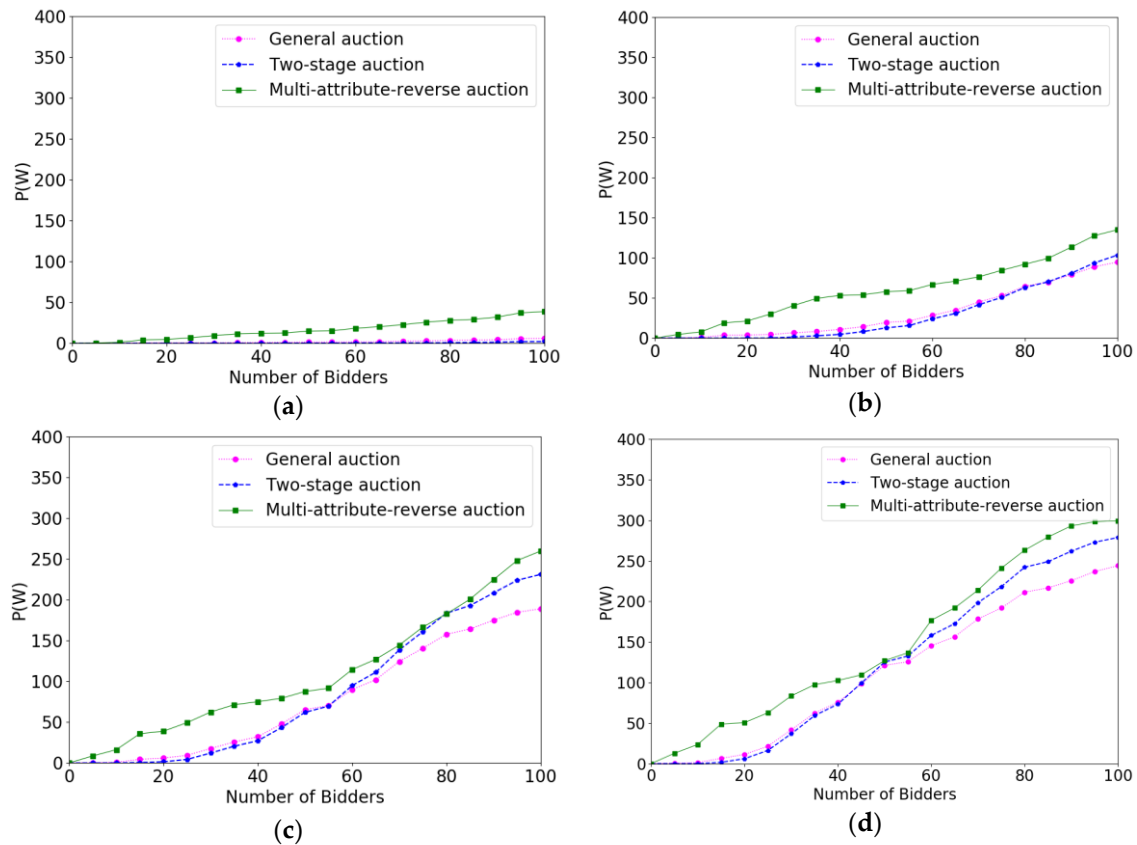 400
350
300
250
200
150
100
50
0
P(W)
General auction
Two-stage auction
Multi-attribute-reverse auction
0 20 40 60 80 100
Number of Bidders
(a)
400
350
300
250
200
150
100
50
0
P(W)
General auction
Two-stage auction
Multi-attribute-reverse auction
0 20 40 60 80 100
Number of Bidders
(b)
400
350
300
250
200
150
100
50
0
P(W)
General auction
Two-stage auction
Multi-attribute-reverse auction
0 20 40 60 80 100
Number of Bidders
(c)
400
350
300
250
200
150
100
50
0
P(W)
General auction
Two-stage auction
Multi-attribute-reverse auction
0 20 40 60 80 100
Number of Bidders
(d)